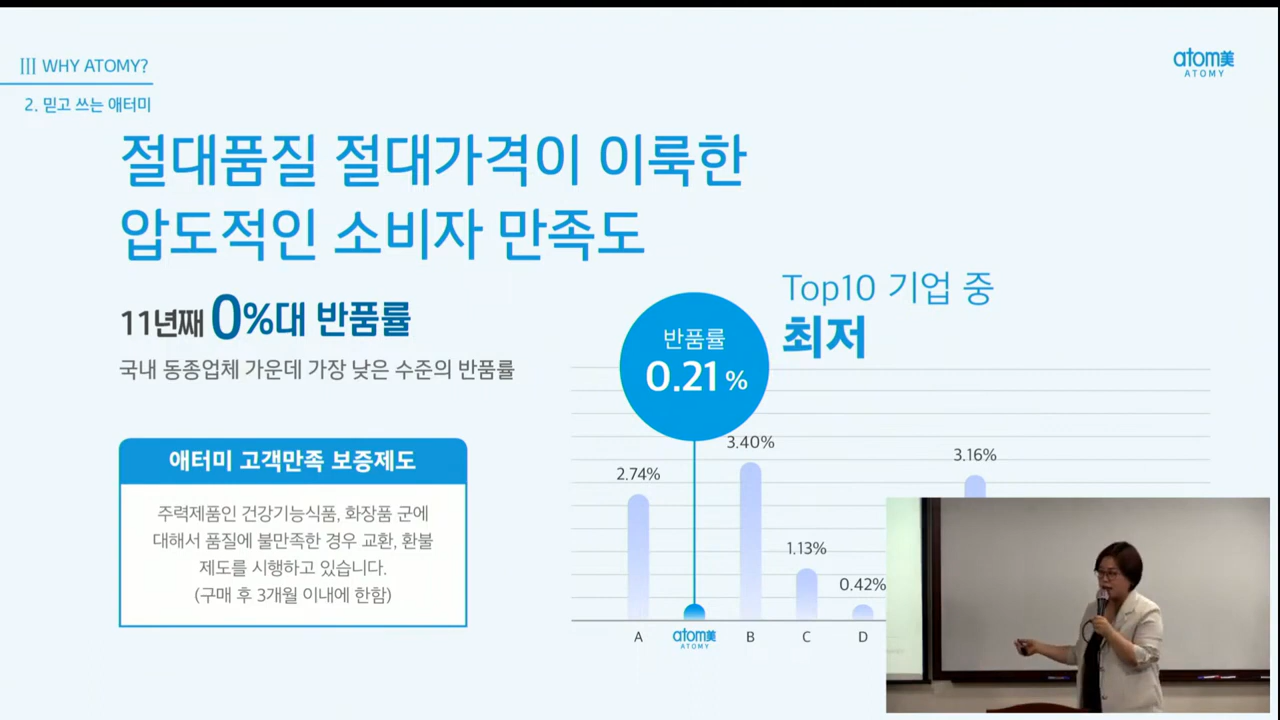 WHY ATOMY?
2. 믿고 쓰는 애터미
atom美
ATOMY
절대품질 절대가격이 이룩한
압도적인 소비자 만족도
11년째 0%대 반품률
국내 동종업체 가운데 가장 낮은 수준의 반품률
애터미 고객만족 보증제도
주력제품인 건강기능식품, 화장품 군에
대해서 품질에 불만족한 경우 교환, 환불
제도를 시행하고 있습니다.
(구매 후 3개월 이내에 한함)
Top10 기업 중
최저
반품률
0.21 %
2.74%
3.40%
1.13%
0.42%
3.16%
A
atom美
ATOMY
B
C
D